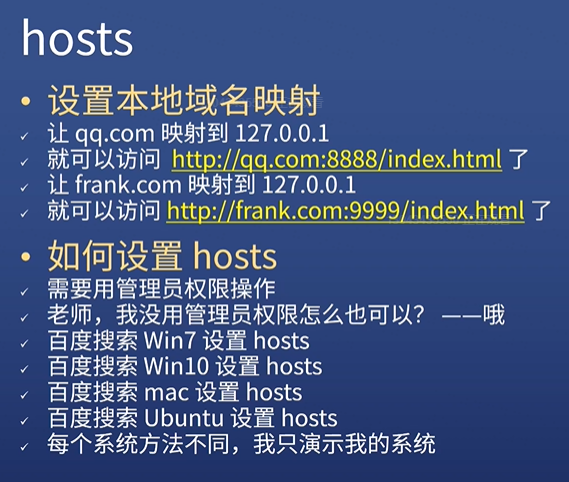 hosts
• 设置本地域名映射
✓ 让 qq.com 映射到 127.0.0.1
✓ 就可以访问 http://qq.com:8888/index.html 了
✓ 让 frank.com 映射到 127.0.0.1
✓ 就可以访问 http://frank.com:9999/index.html 了
• 如何设置 hosts
✓ 需要用管理员权限操作
✓ 老师，我没用管理员权限怎么也可以？ ——哦
✓ 百度搜索 Win7 设置 hosts
✓ 百度搜索 Win10 设置 hosts
✓ 百度搜索 mac 设置 hosts
✓ 百度搜索 Ubuntu 设置 hosts
✓ 每个系统方法不同，我只演示我的系统